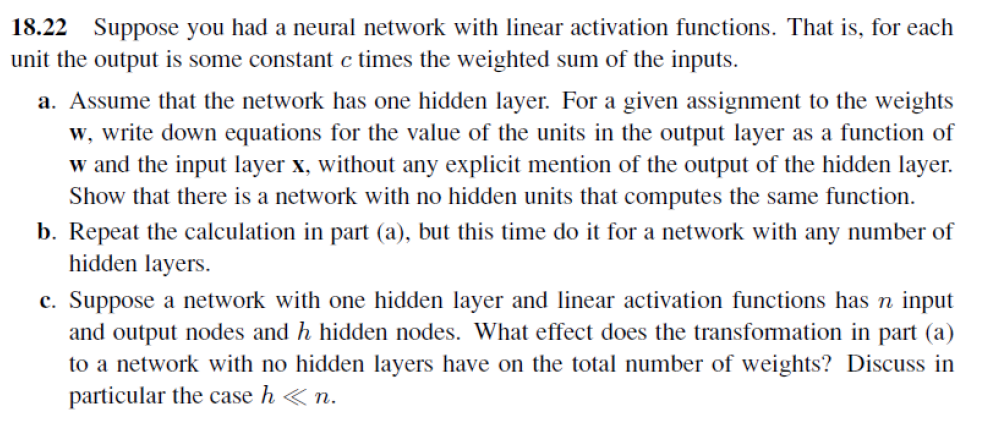 18.22 Suppose you had a neural network with linear activation functions. That is, for each
unit the output is some constant c times the weighted sum of the inputs.
a. Assume that the network has one hidden layer. For a given assignment to the weights
w, write down equations for the value of the units in the output layer as a function of
w and the input layer x, without any explicit mention of the output of the hidden layer.
Show that there is a network with no hidden units that computes the same function.
b. Repeat the calculation in part (a), but this time do it for a network with any number of
hidden layers.
c. Suppose a network with one hidden layer and linear activation functions has n input
and output nodes and h hidden nodes. What effect does the transformation in part (a)
to a network with no hidden layers have on the total number of weights? Discuss in
particular the case h ≪ n.